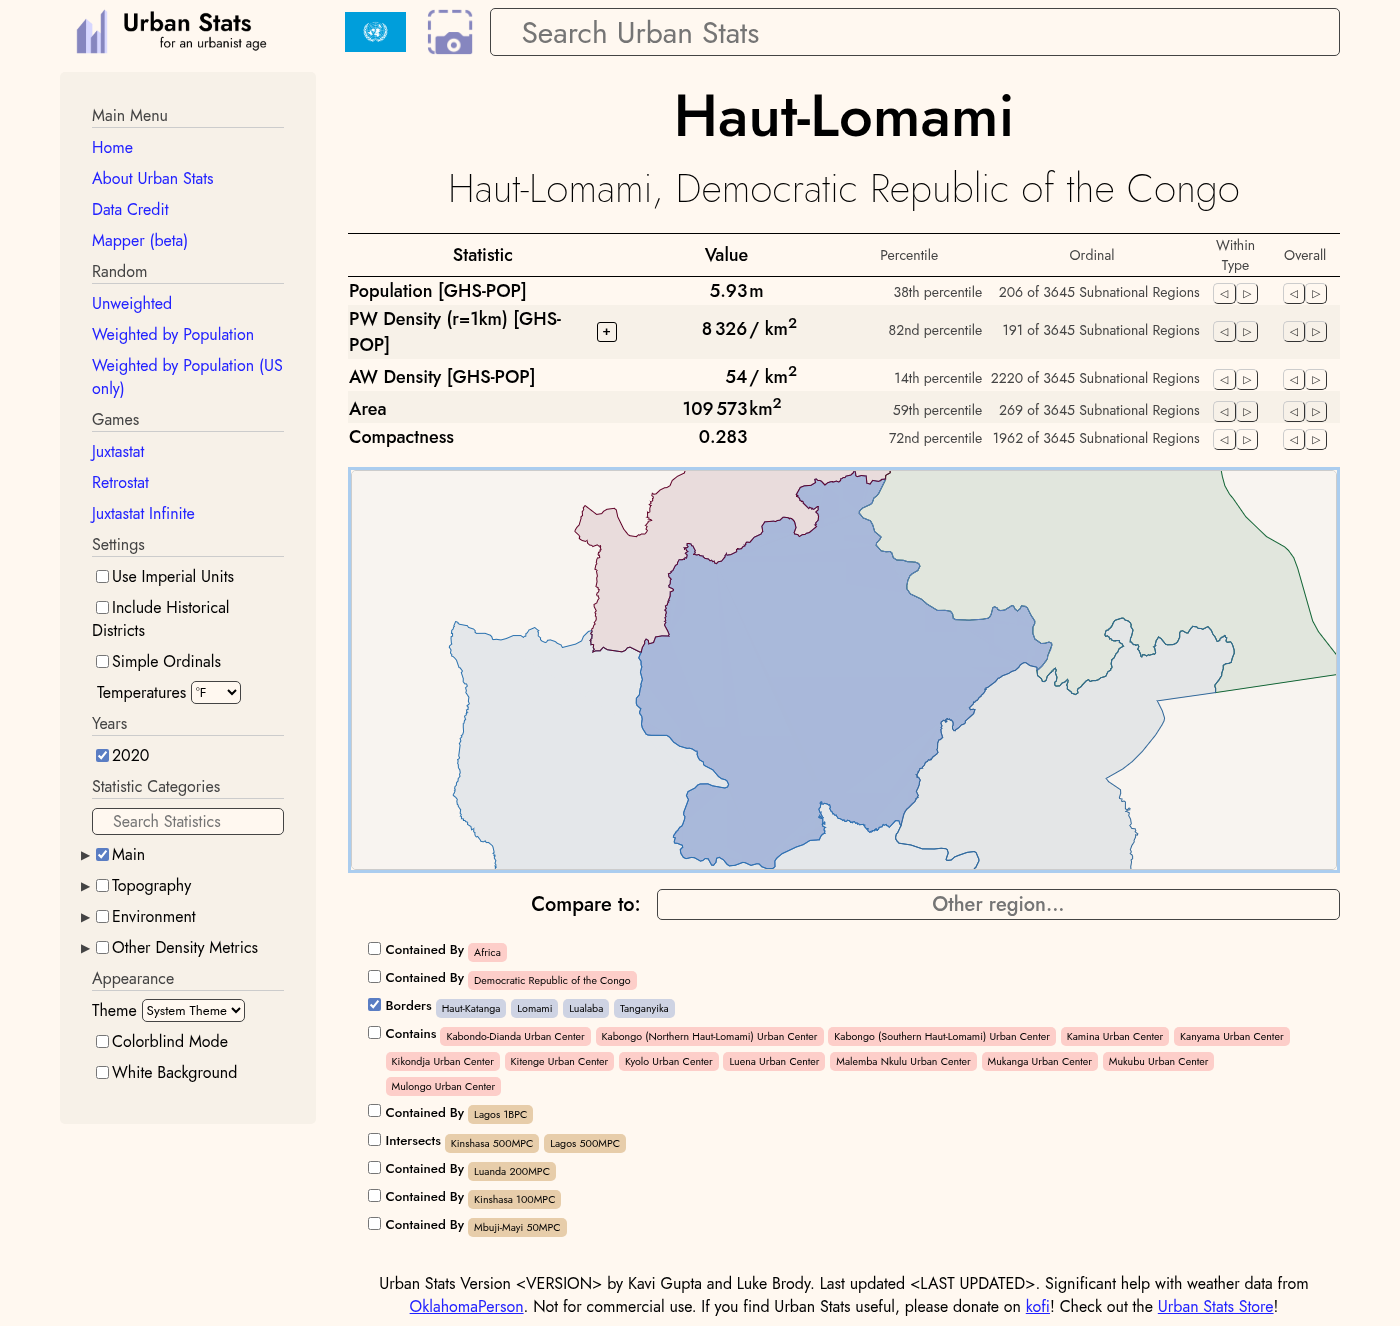 Urban Stats
for an urbanist age
Search Urban Stats
Main Menu
Home
About Urban Stats
Data Credit
Mapper (beta)
Random
Unweighted
Weighted by Population
Weighted by Population (US
only)
Games
Juxtastat
Retrostat
Juxtastat Infinite
Settings
Use Imperial Units
Include Historical
Districts
Simple Ordinals
Temperatures °F
Years
2020
Statistic Categories
Search Statistics
Main
Topography
Environment
Other Density Metrics
Appearance
Theme System Theme
Colorblind Mode
White Background
Haut-Lomami
Haut-Lomami, Democratic Republic of the Congo
Statistic Value Percentile Ordinal Within Type Overall
Population [GHS-POP] 5.93 m 38th percentile 206 of 3645 Subnational Regions
PW Density (r=1km) [GHS-
POP] + 8 326 / km2 82nd percentile 191 of 3645 Subnational Regions
AW Density [GHS-POP] 54 / km2 14th percentile 2220 of 3645 Subnational Regions
Area 109 573 km2 59th percentile 269 of 3645 Subnational Regions
Compactness 0.283 72nd percentile 1962 of 3645 Subnational Regions
Compare to: Other region...
Contained By Africa
Contained By Democratic Republic of the Congo
Borders Haut-Katanga Lomami Lualaba Tanganyika
Contains Kabondo-Dianda Urban Center Kabongo (Northern Haut-Lomami) Urban Center Kabongo (Southern Haut-Lomami) Urban Center Kamina Urban Center Kanyama Urban Center
Kikondja Urban Center Kitenge Urban Center Kyolo Urban Center Luena Urban Center Malemba Nkulu Urban Center Mukanga Urban Center Mukubu Urban Center
Mulongo Urban Center
Contained By Lagos 1BPC
Intersects Kinshasa 500MPC Lagos 500MPC
Contained By Luanda 200MPC
Contained By Kinshasa 100MPC
Contained By Mbuji-Mayi 50MPC
Urban Stats Version <VERSION> by Kavi Gupta and Luke Brody. Last updated <LAST UPDATED>. Significant help with weather data from
OklahomaPerson. Not for commercial use. If you find Urban Stats useful, please donate on kofi! Check out the Urban Stats Store!